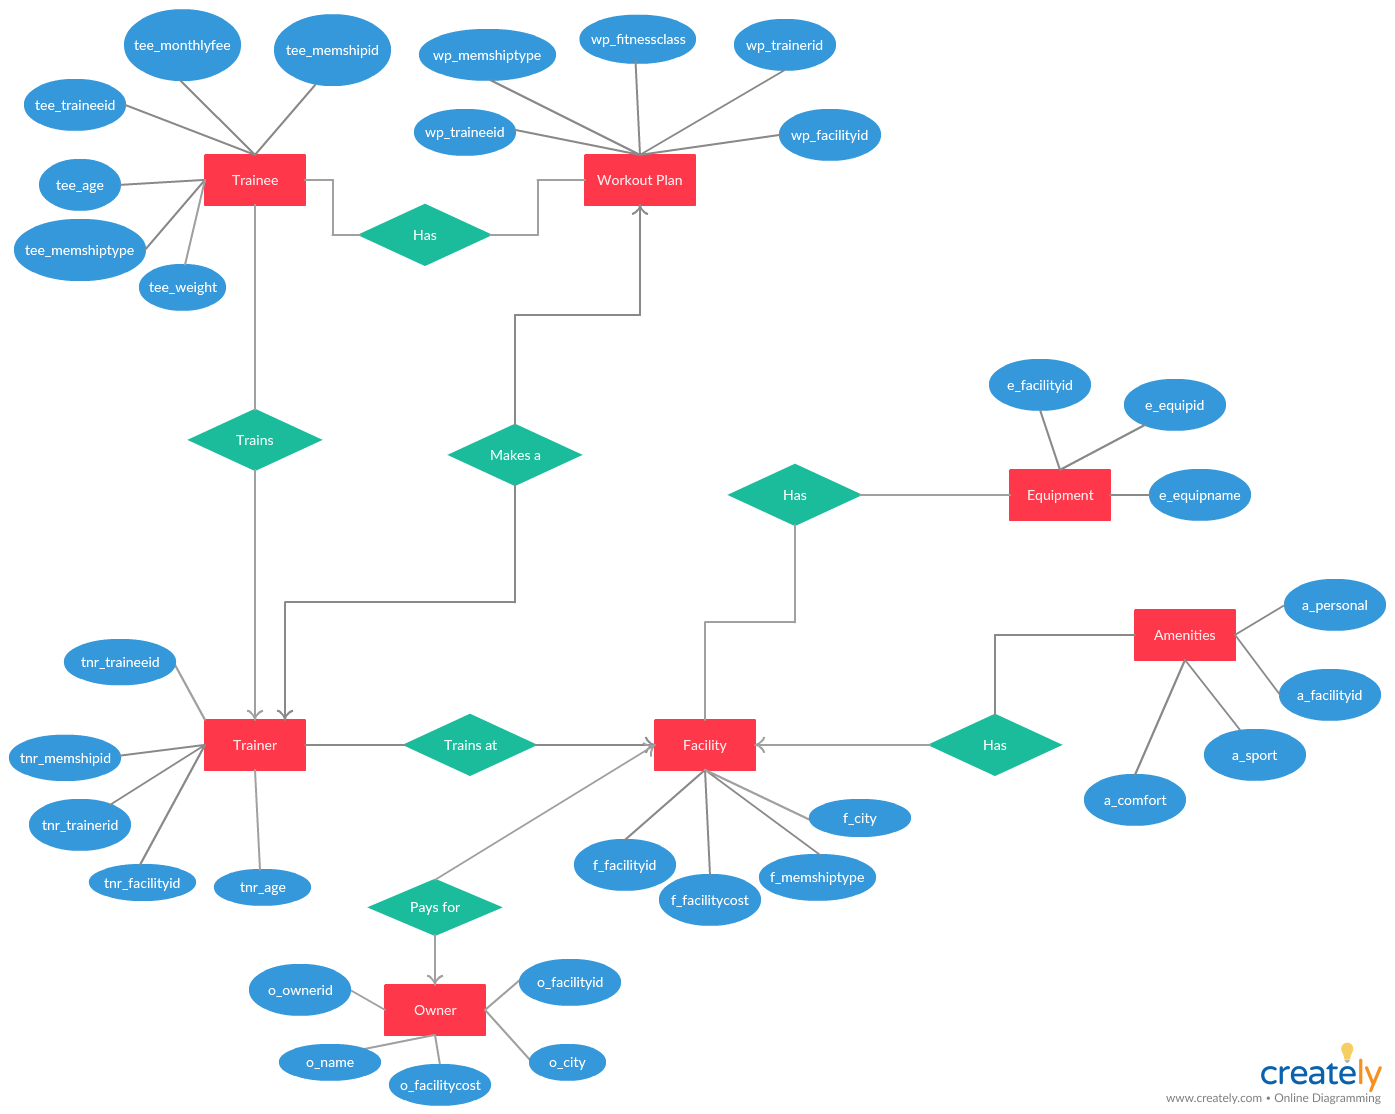 tee_monthlyfee
tee_memshipid
tee_traineeid
tee_age
tee_memshiptype
tee_weight
Trainee
Has
wp_memshiptype
wp_fitnessclass
wp_trainerid
wp_traineeid
wp_facilityid
Workout Plan
Trains
Makes a
e_facilityid
e_equipid
Has
Equipment
e_equipname
a_personal
Amenities
a_facilityid
a_sport
a_comfort
Has
tnr_traineeid
tnr_memshipid
Trainer
Trains at
Facility
tnr_trainerid
tnr_facilityid
tnr_age
f_city
f_facilityid
f_memshiptype
f_facilitycost
Pays for
o_ownerid
o_facilityid
Owner
o_name
o_facilitycost
o_city
creately
www.creately.com • Online Diagramming